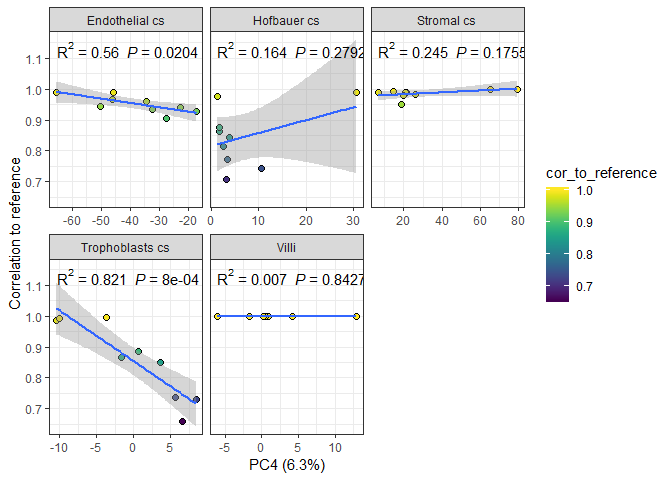 Endothelial cs
Hofbauer cs
Stromal cs
R² = 0.56 P = 0.0204
R² = 0.164 P = 0.2792
R² = 0.245 P = 0.1755
1.1
1.0
0.9
0.8
0.7
-60 -50 -40 -30 -20
0 10 20 30
20 40 60 80
Trophoblasts cs
Villi
R² = 0.821 P = 8e-04
R² = 0.007 P = 0.8427
1.1
1.0
0.9
0.8
0.7
-10 -5 0 5
-5 0 5 10
Correlation to reference
PC4 (6.3%)
cor_to_reference
1.0
0.9
0.8
0.7